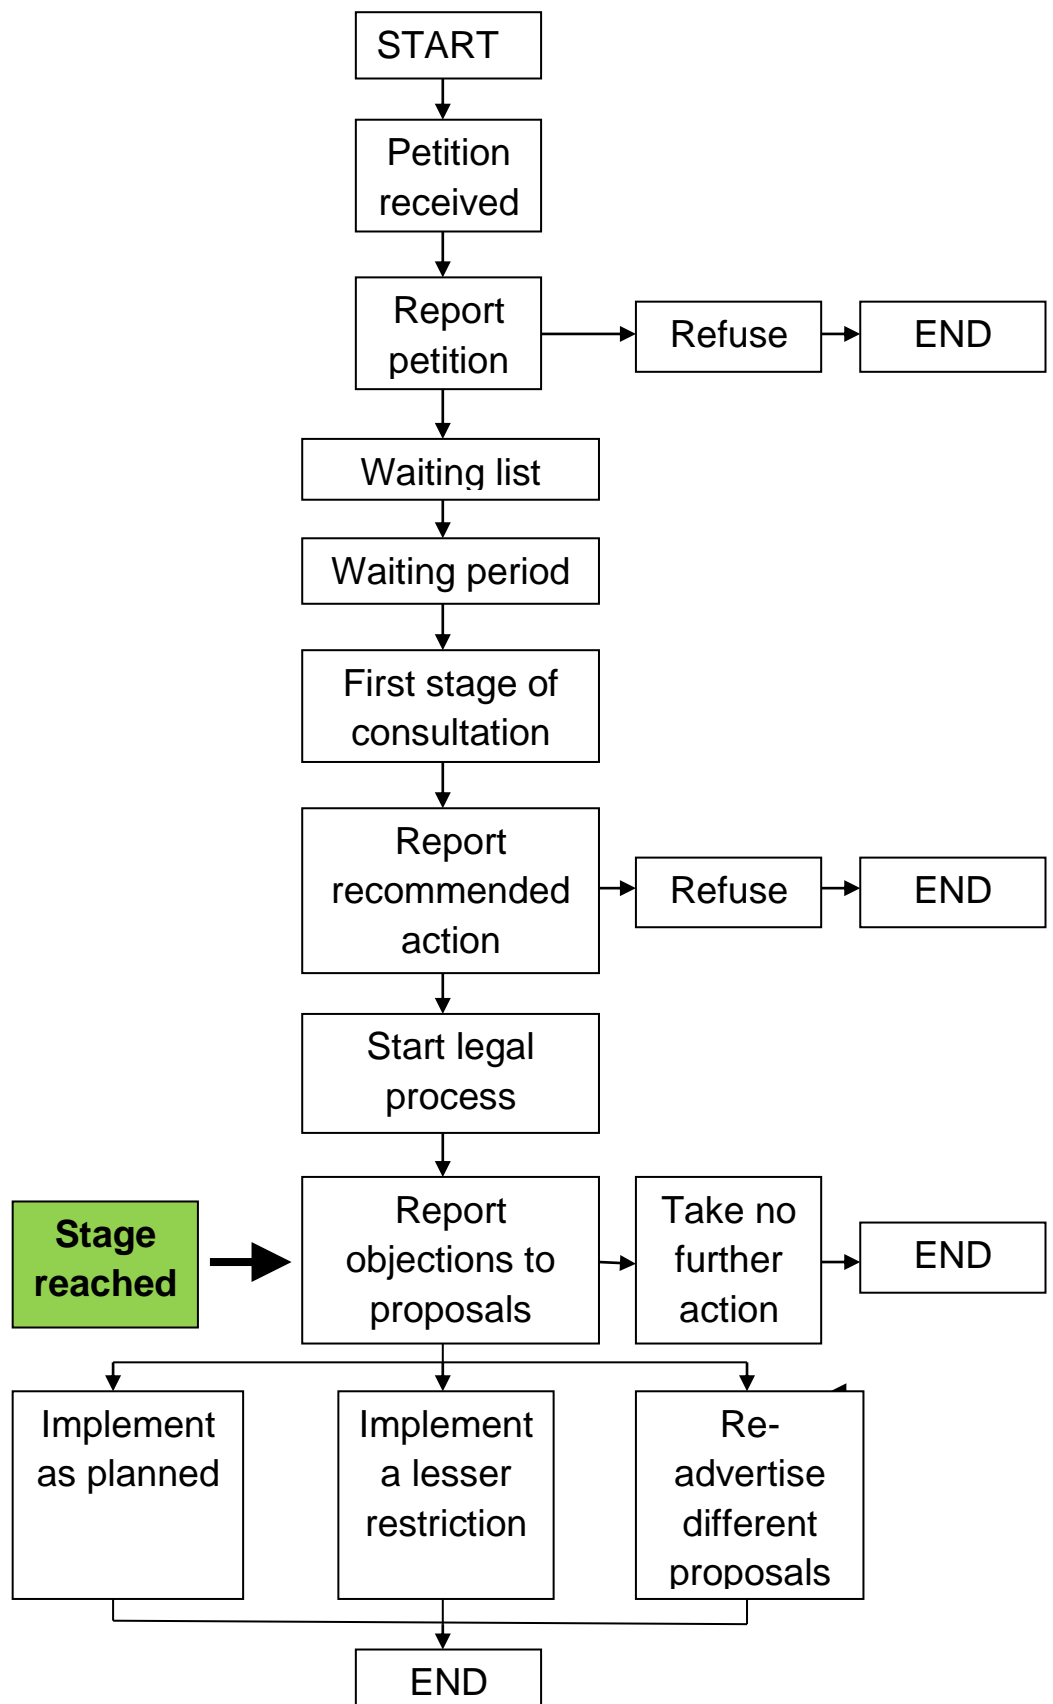 START
Petition
received
Report
petition
Refuse
END
Waiting list
Waiting period
First stage of
consultation
Report
recommended
action
Refuse
END
Start legal
process
Stage
reached
Report
objections to
proposals
Take no
further
action
END
Implement
as planned
Implement
a lesser
restriction
Re-
advertise
different
proposals
END